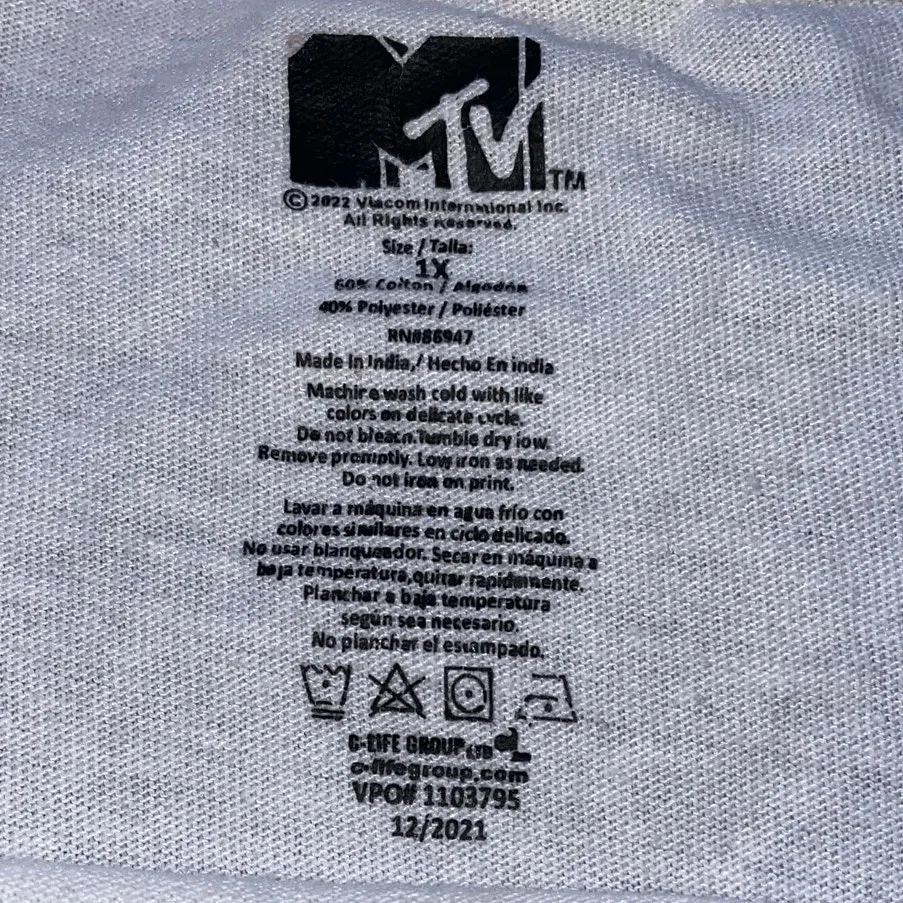 MTV TM
© 2022 Viacom International Inc.
All Rights Reserved.
Size / Talla:
1X
60% Cotton / Algodón
40% Polyester / Poliéster
RN#86947
Made In India,/ Hecho En india
Machine wash cold with like
colors on delicate cycle.
Do not bleach.Tumble dry low.
Remove promptly. Low iron as needed.
Do not iron on print.
Lavar a máquina en agua frío con
colores similares en ciclo delicado.
No usar blanqueador. Secar en máquina a
baja temperatura,quitar rapidamente.
Planchar a baja temperatura
según sea necesario.
No planchar el estampado.
C-LIFE GROUP LTD CL
c-lifegroup.com
VPO# 1103795
12/2021